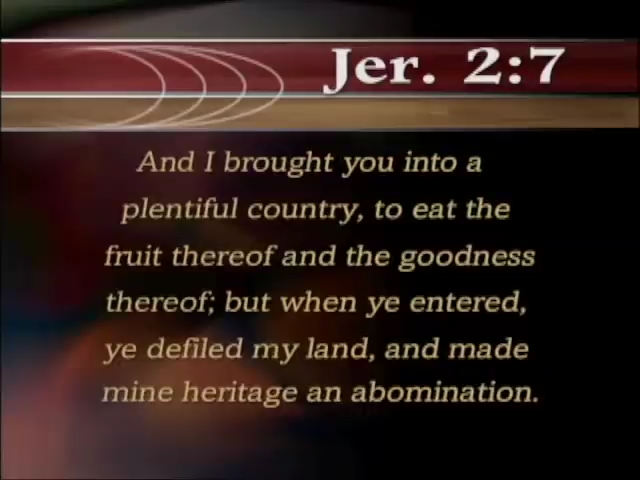 Jer. 2:7
And I brought you into a
plentiful country, to eat the
fruit thereof and the goodness
thereof; but when ye entered,
ye defiled my land, and made
mine heritage an abomination.